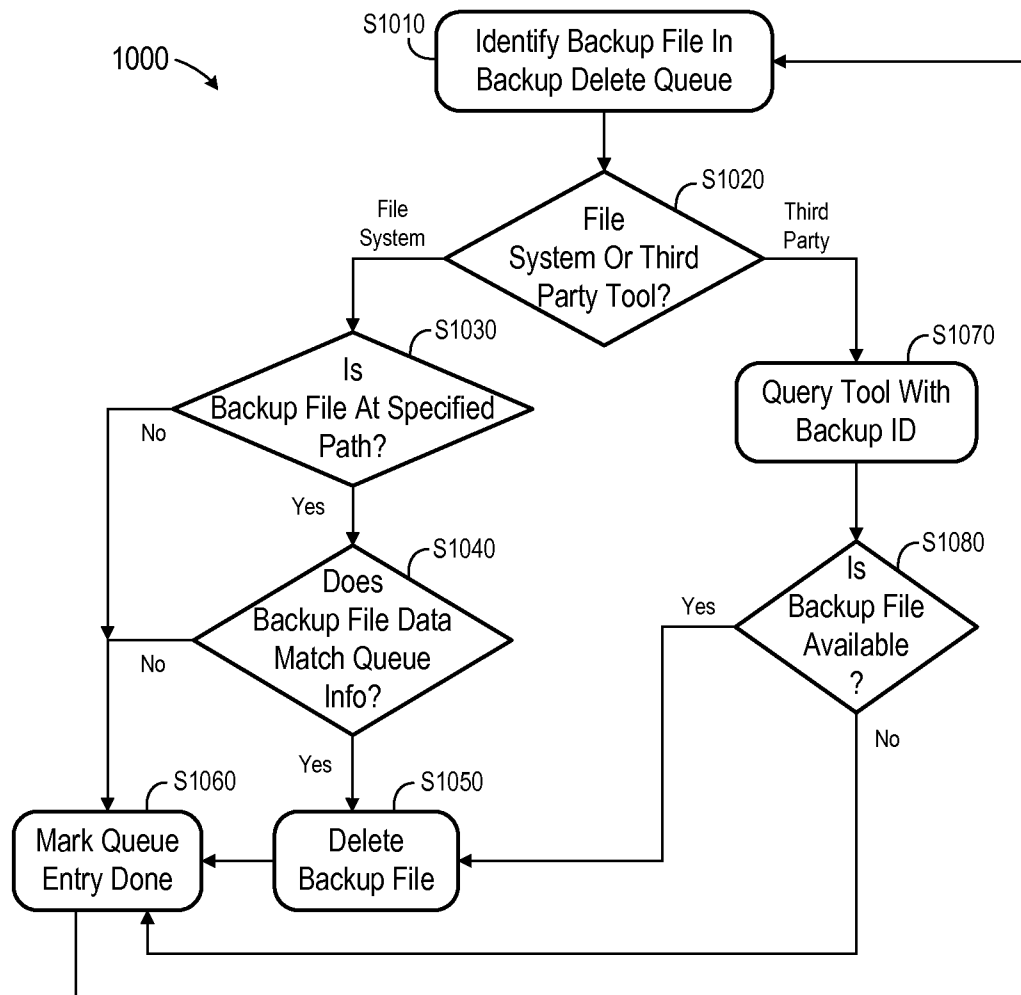 S1010
Identify Backup File In
Backup Delete Queue
1000
S1020
File
System Or Third
Party Tool?
File
System
Third
Party
S1030
Is
Backup File At Specified
Path?
No
Yes
S1070
Query Tool With
Backup ID
S1040
Does
Backup File Data
Match Queue
Info?
No
Yes
S1080
Is
Backup File
Available
?
Yes
No
S1060
Mark Queue
Entry Done
S1050
Delete
Backup File